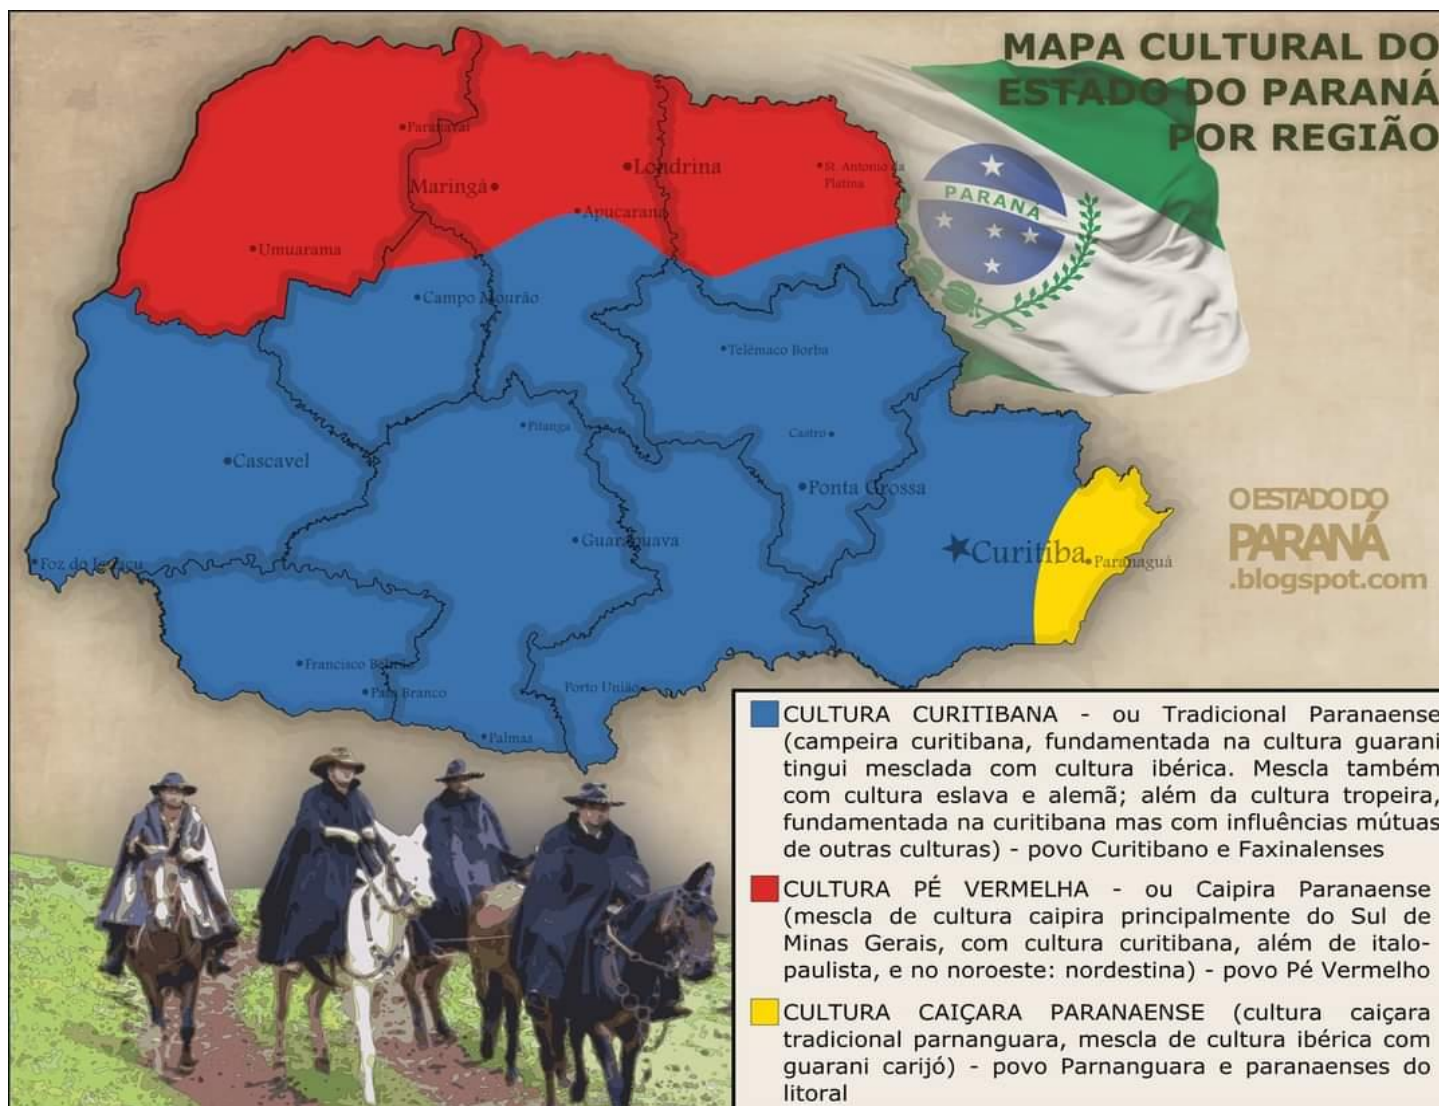 MAPA CULTURAL DO
ESTADO DO PARANÁ
POR REGIÃO
PARANÁ
Paranavaí
Londrina
St. Antonio da
Platina
Maringá
Apucarana
Umuarama
Campo Mourão
Telêmaco Borba
Pitanga
Castro
Cascavel
Ponta Grossa
O ESTADO DO
PARANÁ
.blogspot.com
Guarapuava
Curitiba
Paranaguá
Foz do Iguaçu
Francisco Beltrão
Pato Branco
Porto União
Palmas
CULTURA CURITIBANA - ou Tradicional Paranaense
(campeira curitibana, fundamentada na cultura guarani
tingui mesclada com cultura ibérica. Mescla também
com cultura eslava e alemã; além da cultura tropeira,
fundamentada na curitibana mas com influências mútuas
de outras culturas) - povo Curitibano e Faxinalenses
CULTURA PÉ VERMELHA - ou Caipira Paranaense
(mescla de cultura caipira principalmente do Sul de
Minas Gerais, com cultura curitibana, além de italo-
paulista, e no noroeste: nordestina) - povo Pé Vermelho
CULTURA CAIÇARA PARANAENSE (cultura caiçara
tradicional parnanguara, mescla de cultura ibérica com
guarani carijó) - povo Parnanguara e paranaenses do
litoral